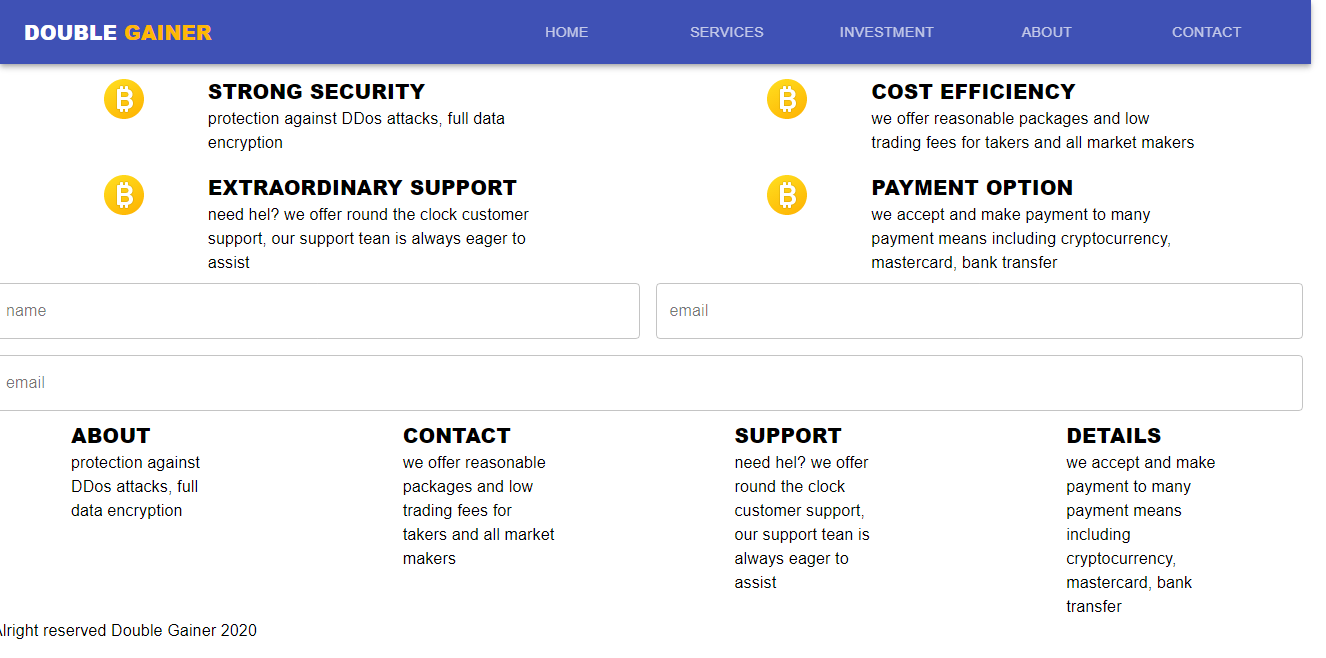 DOUBLE GAINER
HOME
SERVICES
INVESTMENT
ABOUT
CONTACT
STRONG SECURITY
protection against DDos attacks, full data
encryption
COST EFFICIENCY
we offer reasonable packages and low
trading fees for takers and all market makers
EXTRAORDINARY SUPPORT
need hel? we offer round the clock customer
support, our support tean is always eager to
assist
PAYMENT OPTION
we accept and make payment to many
payment means including cryptocurrency,
mastercard, bank transfer
name
email
email
ABOUT
protection against
DDos attacks, full
data encryption
CONTACT
we offer reasonable
packages and low
trading fees for
takers and all market
makers
SUPPORT
need hel? we offer
round the clock
customer support,
our support tean is
always eager to
assist
DETAILS
we accept and make
payment to many
payment means
including
cryptocurrency,
mastercard, bank
transfer
Alright reserved Double Gainer 2020